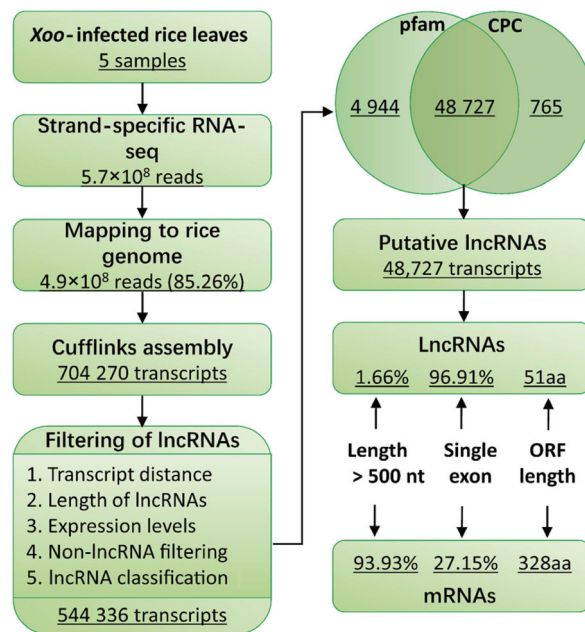 Xoo-infected rice leaves
5 samples
Strand-specific RNA-
seq
5.7×10⁸ reads
Mapping to rice
genome
4.9×10⁸ reads (85.26%)
Cufflinks assembly
704 270 transcripts
Filtering of lncRNAs
1. Transcript distance
2. Length of lncRNAs
3. Expression levels
4. Non-lncRNA filtering
5. lncRNA classification
544 336 transcripts
pfam CPC
4 944 48 727 765
Putative lncRNAs
48,727 transcripts
LncRNAs
1.66% 96.91% 51aa
Length Single ORF
> 500 nt exon length
93.93% 27.15% 328aa
mRNAs